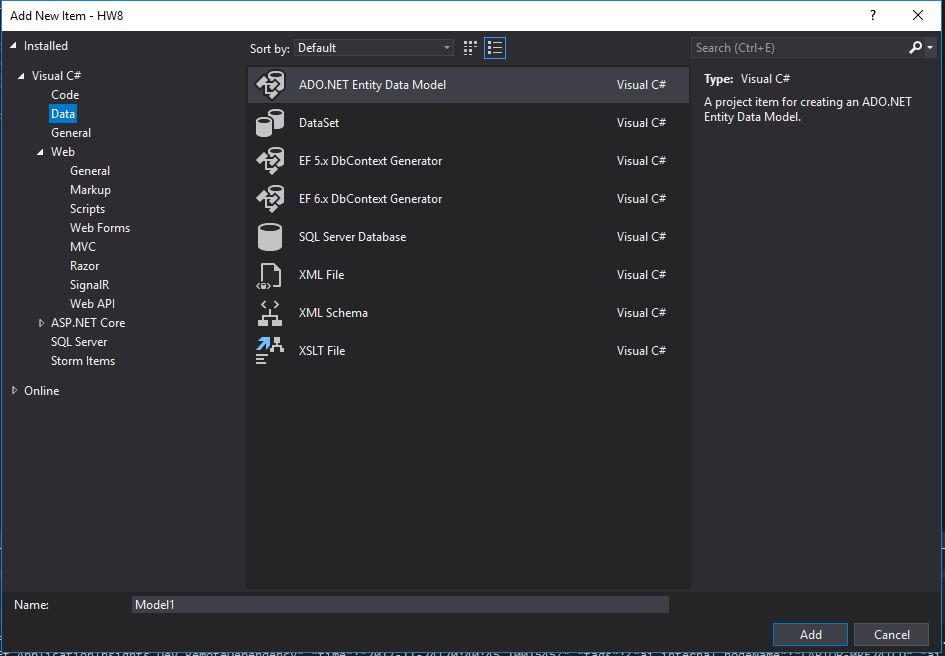 Add New Item - HW8
?
Installed
Sort by: Default
Search (Ctrl+E)
Visual C#
Code
Data
General
Web
General
Markup
Scripts
Web Forms
MVC
Razor
SignalR
Web API
ASP.NET Core
SQL Server
Storm Items
Online
ADO.NET Entity Data Model Visual C#
DataSet Visual C#
EF 5.x DbContext Generator Visual C#
EF 6.x DbContext Generator Visual C#
SQL Server Database Visual C#
XML File Visual C#
XML Schema Visual C#
XSLT File Visual C#
Type: Visual C#
A project item for creating an ADO.NET
Entity Data Model.
Name: Model1
Add Cancel